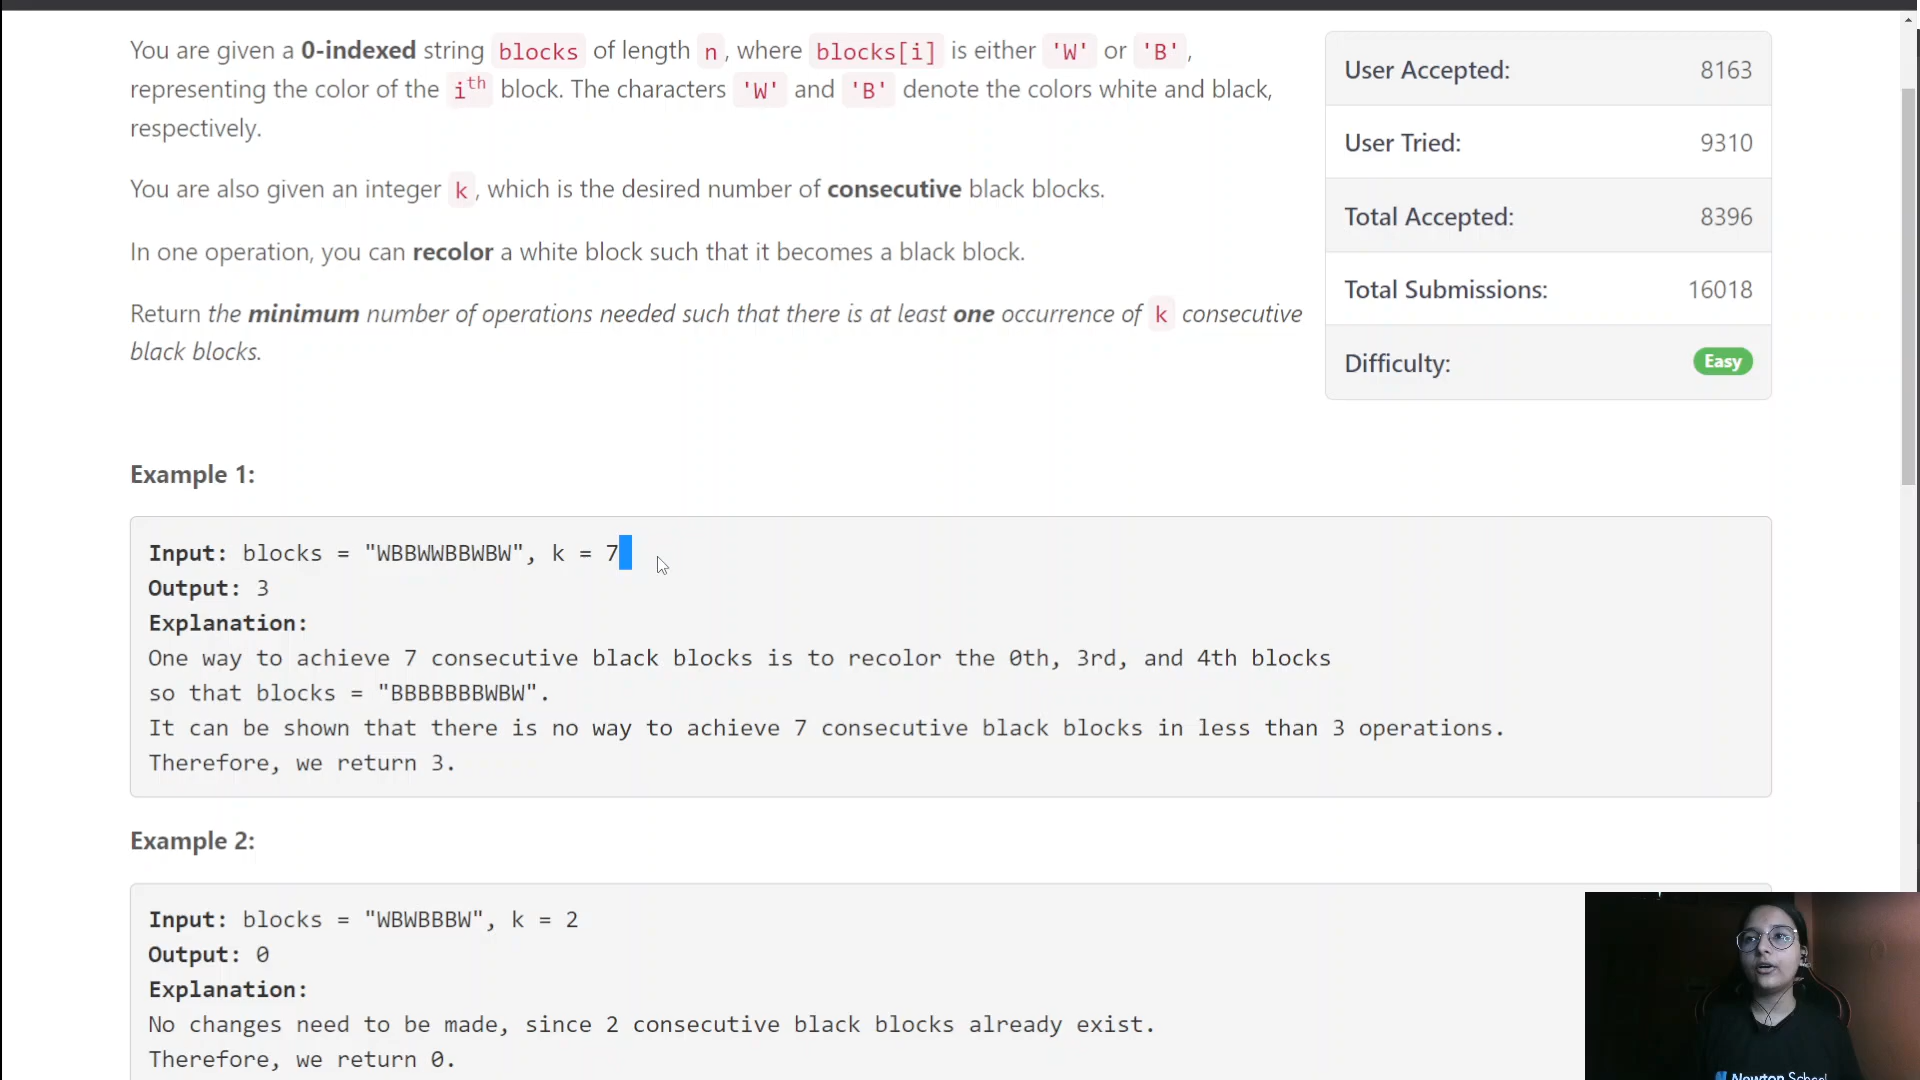 You are given a 0-indexed string blocks of length n, where blocks[i] is either 'W' or 'B',
representing the color of the ith block. The characters 'W' and 'B' denote the colors white and black,
respectively.
You are also given an integer k, which is the desired number of consecutive black blocks.
In one operation, you can recolor a white block such that it becomes a black block.
Return the minimum number of operations needed such that there is at least one occurrence of k consecutive
black blocks.
User Accepted: 8163
User Tried: 9310
Total Accepted: 8396
Total Submissions: 16018
Difficulty: Easy
Example 1:
Input: blocks = "WBBWWBBWBW", k = 7
Output: 3
Explanation:
One way to achieve 7 consecutive black blocks is to recolor the 0th, 3rd, and 4th blocks
so that blocks = "BBBBBBBWBW".
It can be shown that there is no way to achieve 7 consecutive black blocks in less than 3 operations.
Therefore, we return 3.
Example 2:
Input: blocks = "WBWBBBW", k = 2
Output: 0
Explanation:
No changes need to be made, since 2 consecutive black blocks already exist.
Therefore, we return 0.
Newton School